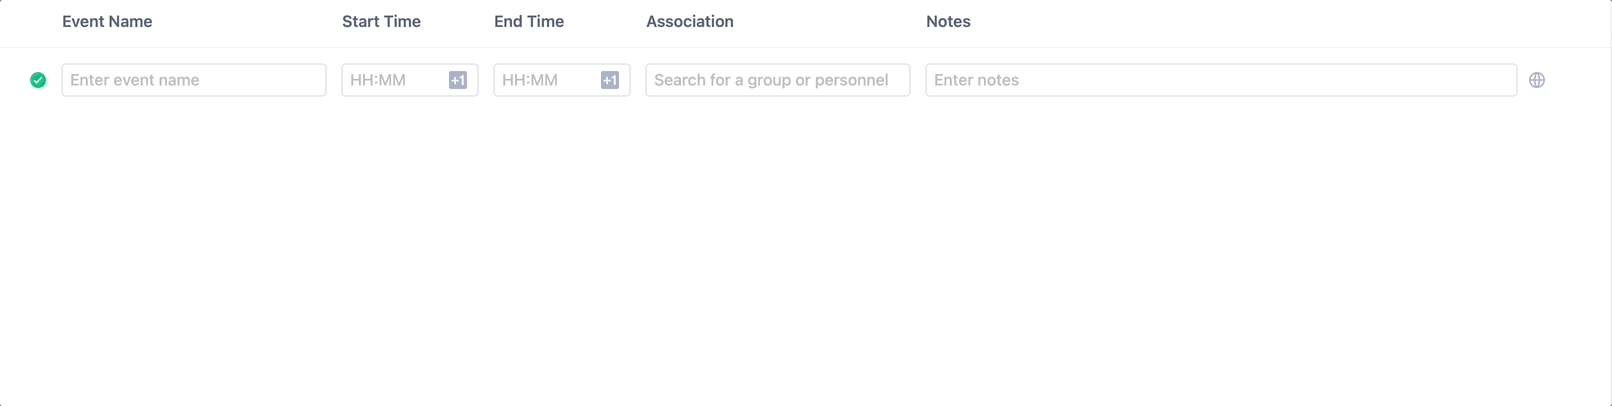 Event Name Start Time End Time Association Notes
Enter event name HH:MM +1 HH:MM +1 Search for a group or personnel Enter notes